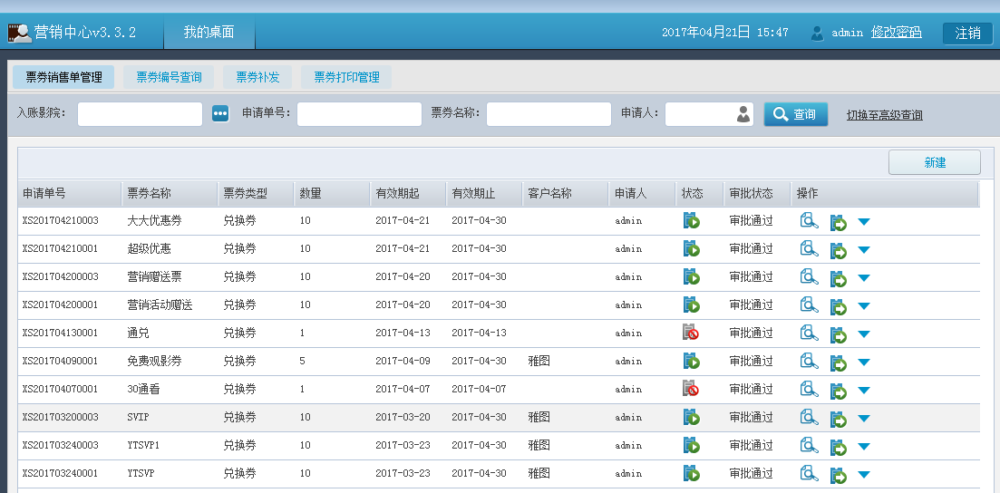 营销中心v3.3.2 我的桌面 2017年04月21日 15:47 admin 修改密码 注销
票券销售单管理 票券编号查询 票券补发 票券打印管理
入账影院: 申请单号: 票券名称: 申请人: 查询 切换至高级查询
新建
申请单号 票券名称 票券类型 数量 有效期起 有效期止 客户名称 申请人 状态 审批状态 操作
XS201704210003 大大优惠券 兑换券 10 2017-04-21 2017-04-30 admin 审批通过
XS201704210001 超级优惠 兑换券 10 2017-04-21 2017-04-30 admin 审批通过
XS201704200003 营销赠送票 兑换券 10 2017-04-20 2017-04-30 admin 审批通过
XS201704200001 营销活动赠送 兑换券 10 2017-04-20 2017-04-30 admin 审批通过
XS201704130001 通兑 兑换券 1 2017-04-13 2017-04-13 admin 审批通过
XS201704090001 免费观影券 兑换券 5 2017-04-09 2017-04-30 雅图 admin 审批通过
XS201704070001 30通看 兑换券 1 2017-04-07 2017-04-07 admin 审批通过
XS201703200003 SVIP 兑换券 10 2017-03-20 2017-04-30 雅图 admin 审批通过
XS201703240003 YTSVP1 兑换券 10 2017-03-23 2017-04-30 雅图 admin 审批通过
XS201703240001 YTSVP 兑换券 10 2017-03-23 2017-04-30 雅图 admin 审批通过